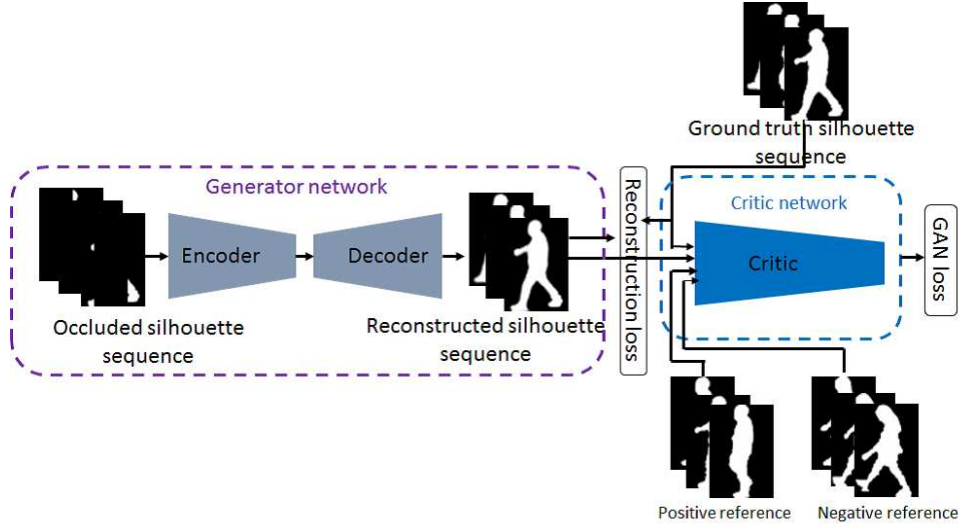 Ground truth silhouette
sequence
Generator network
Encoder
Decoder
Occluded silhouette
sequence
Reconstructed silhouette
sequence
Reconstruction loss
Critic network
Critic
GAN loss
Positive reference
Negative reference